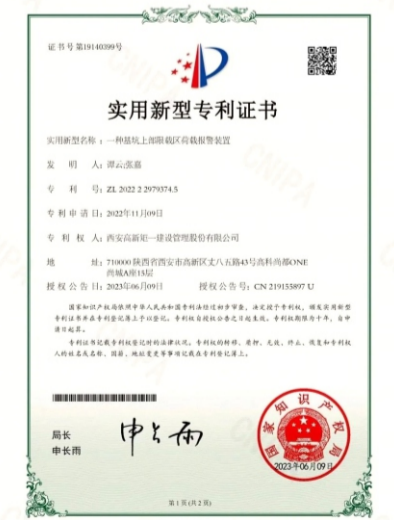 证书号第19140399号
实用新型专利证书
实用新型名称：一种基坑上部限载区荷载报警装置
发 明 人：谭云;张嘉
专 利 号：ZL 2022 2 2979374.5
专利申请日：2022年11月09日
专 利 权 人：西安高新矩一建设管理股份有限公司
地 址：710000 陕西省西安市高新区丈八五路43号高科尚都ONE
尚城A座15层
授权公告日：2023年06月09日 授权公告号：CN 219155897 U
国家知识产权局依照中华人民共和国专利法经过初步审查，决定授予专利权，颁发实用新型
专利证书并在专利登记簿上予以登记。专利权自授权公告之日起生效。专利权期限为十年，自申
请日起算。
专利证书记载专利权登记时的法律状况。专利权的转移、质押、无效、终止、恢复和专利权
人的姓名或名称、国籍、地址变更等事项记载在专利登记簿上。
局长
申长雨
申长雨
国家知识产权局
2023年06月09日
第 1 页 (共 2 页)